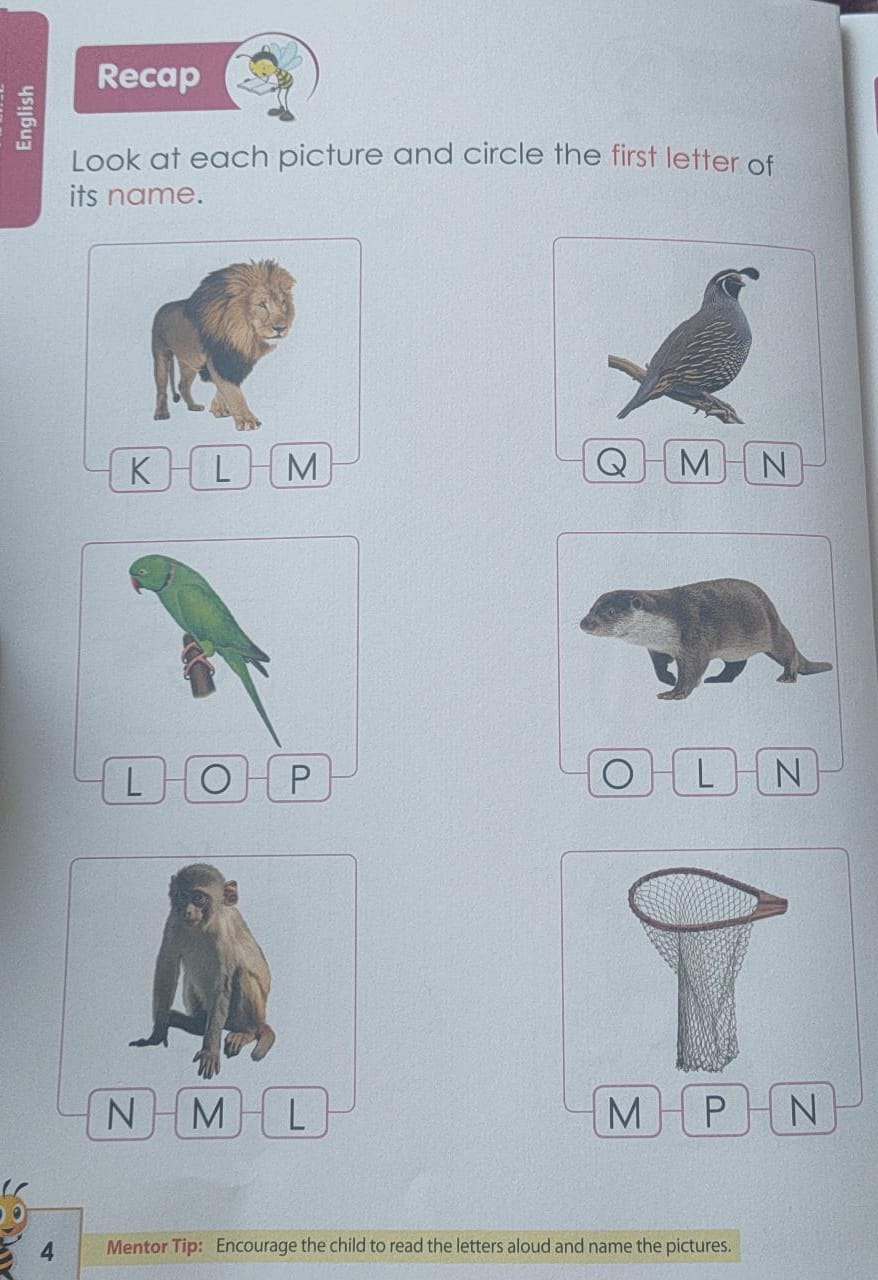 English
Recap
Look at each picture and circle the first letter of
its name.
K L M
Q M N
L O P
O L N
N M L
M P N
4
Mentor Tip: Encourage the child to read the letters aloud and name the pictures.